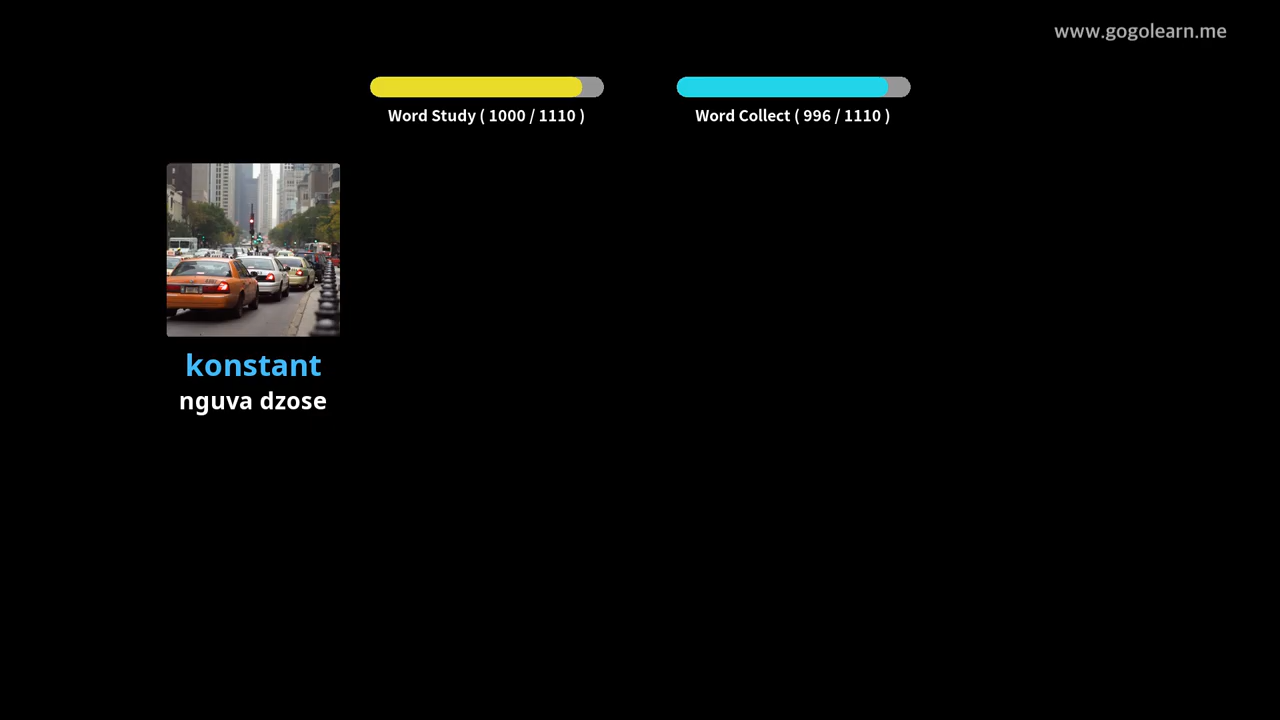 www.gogolearn.me
Word Study ( 1000 / 1110 )
Word Collect ( 996 / 1110 )
konstant
nguva dzose